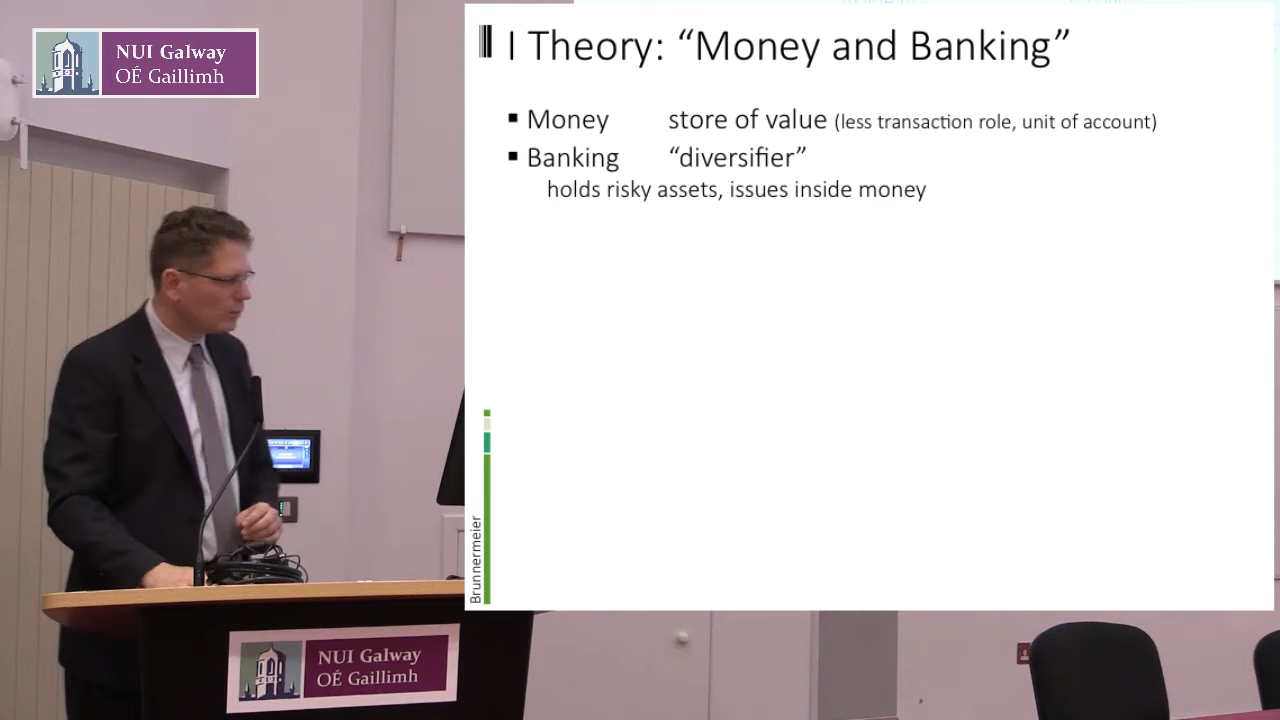 NUI Galway
OÉ Gaillimh
I Theory: “Money and Banking”
▪ Money store of value (less transaction role, unit of account)
▪ Banking “diversifier”
holds risky assets, issues inside money
Brunnermeier
NUI Galway
OÉ Gaillimh